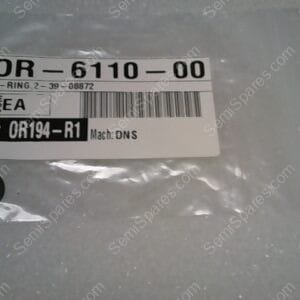 OR-6110-00
-RING,2-39-08872
EA
OR194-R1 Mach: DNS
SemiSpares.com